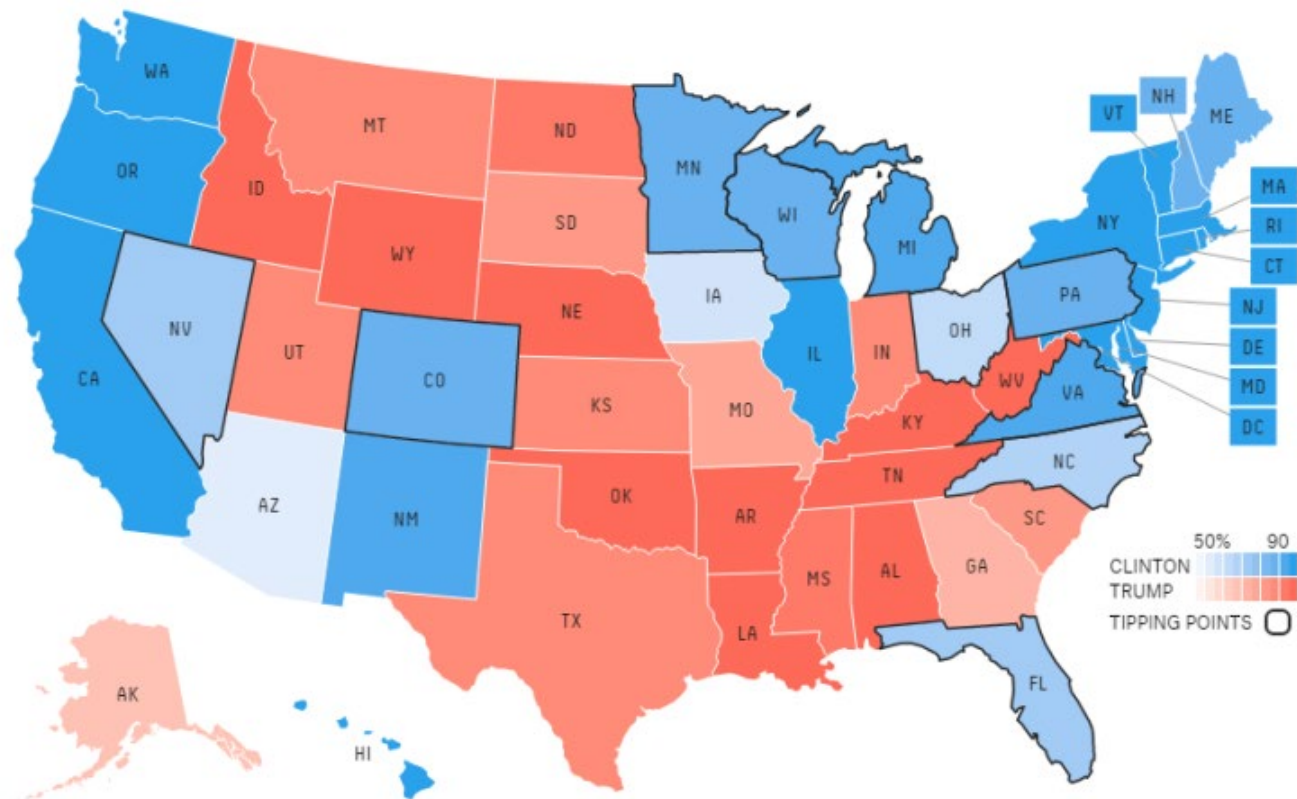 WA
MT
ND
MN
VT
NH
ME
OR
ID
SD
WI
MI
NY
MA
RI
CT
WY
IA
PA
NJ
NV
NE
OH
DE
UT
CO
IL
IN
WV
VA
MD
CA
KS
MO
KY
DC
AZ
NM
OK
AR
TN
NC
SC
TX
LA
MS
AL
GA
50% 90
CLINTON
TRUMP
TIPPING POINTS
AK
HI
FL